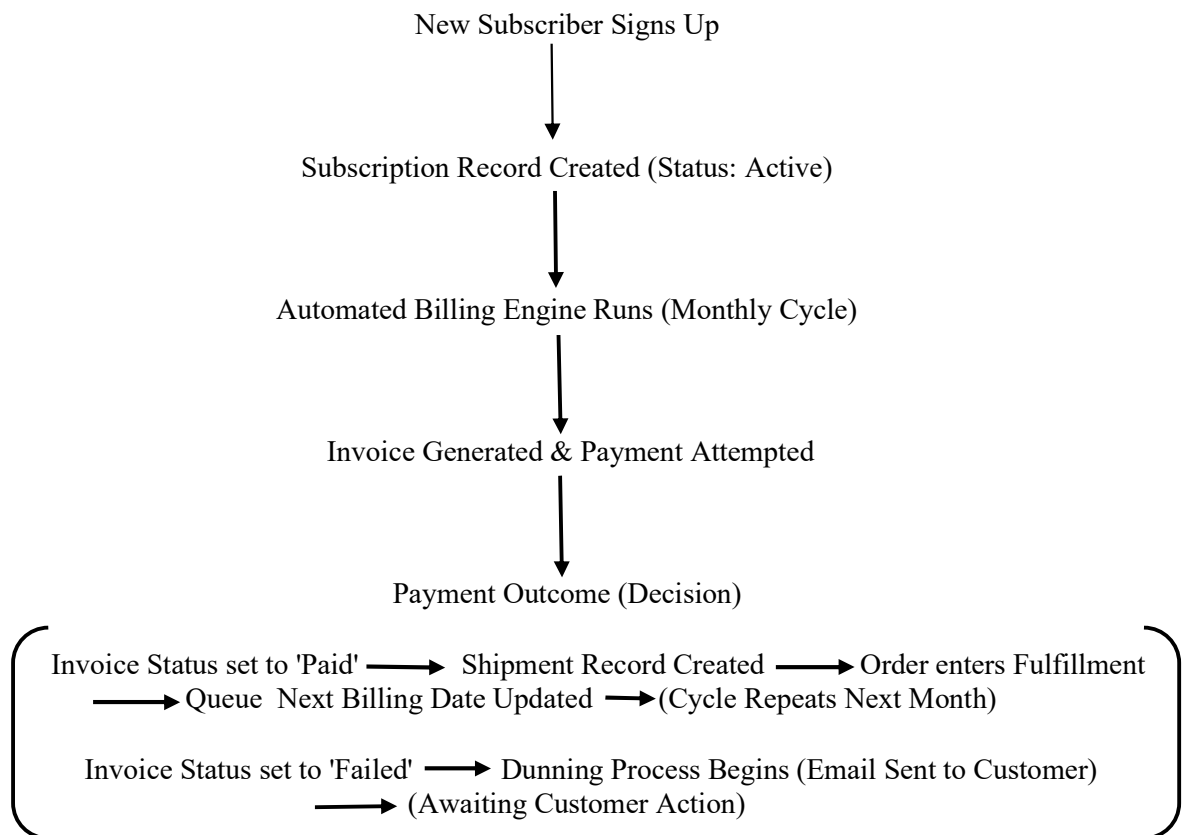 New Subscriber Signs Up
Subscription Record Created (Status: Active)
Automated Billing Engine Runs (Monthly Cycle)
Invoice Generated & Payment Attempted
Payment Outcome (Decision)
Invoice Status set to 'Paid' Shipment Record Created Order enters Fulfillment
Queue Next Billing Date Updated (Cycle Repeats Next Month)
Invoice Status set to 'Failed' Dunning Process Begins (Email Sent to Customer)
(Awaiting Customer Action)